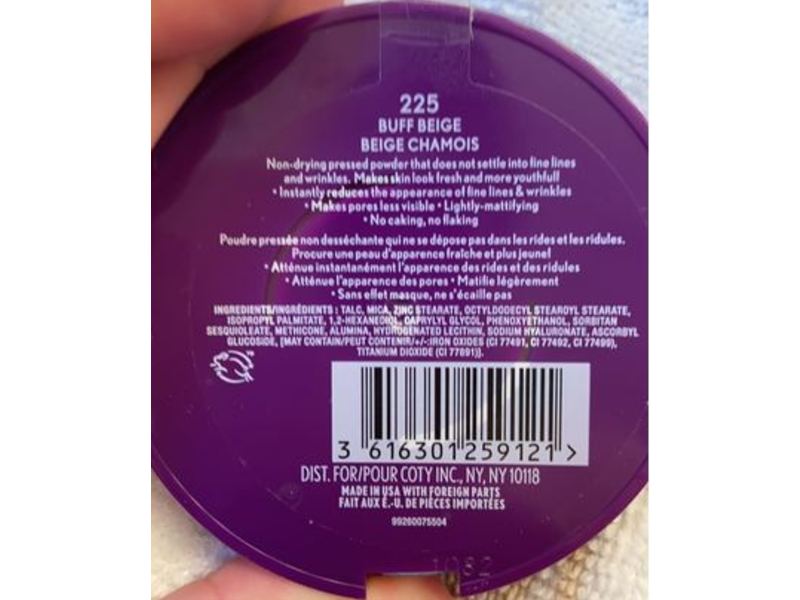 225
BUFF BEIGE
BEIGE CHAMOIS
Non-drying pressed powder that does not settle into fine lines
and wrinkles. Makes skin look fresh and more youthful!
• Instantly reduces the appearance of fine lines & wrinkles
• Makes pores less visible • Lightly-mattifying
• No caking, no flaking
Poudre pressée non desséchante qui ne se dépose pas dans les rides et les ridules.
Procure une peau d'apparence fraîche et plus jeune!
• Atténue instantanément l'apparence des rides et des ridules
• Atténue l'apparence des pores • Matifie légèrement
• Sans effet masque, ne s'écaille pas
INGREDIENTS/INGRÉDIENTS : TALC, MICA, ZINC STEARATE, OCTYLDODECYL STEAROYL STEARATE,
ISOPROPYL PALMITATE, 1,2-HEXANEDIOL, CAPRYLYL GLYCOL, PHENOXYETHANOL, SORBITAN
SESQUIOLEATE, METHICONE, ALUMINA, HYDROGENATED LECITHIN, SODIUM HYALURONATE, ASCORBYL
GLUCOSIDE, [MAY CONTAIN/PEUT CONTENIR/+/-:IRON OXIDES (CI 77491, CI 77492, CI 77499),
TITANIUM DIOXIDE (CI 77891)].
3 616301259121 >
DIST. FOR/POUR COTY INC., NY, NY 10118
MADE IN USA WITH FOREIGN PARTS
FAIT AUX É.-U. DE PIÈCES IMPORTÉES
99260075504
1082